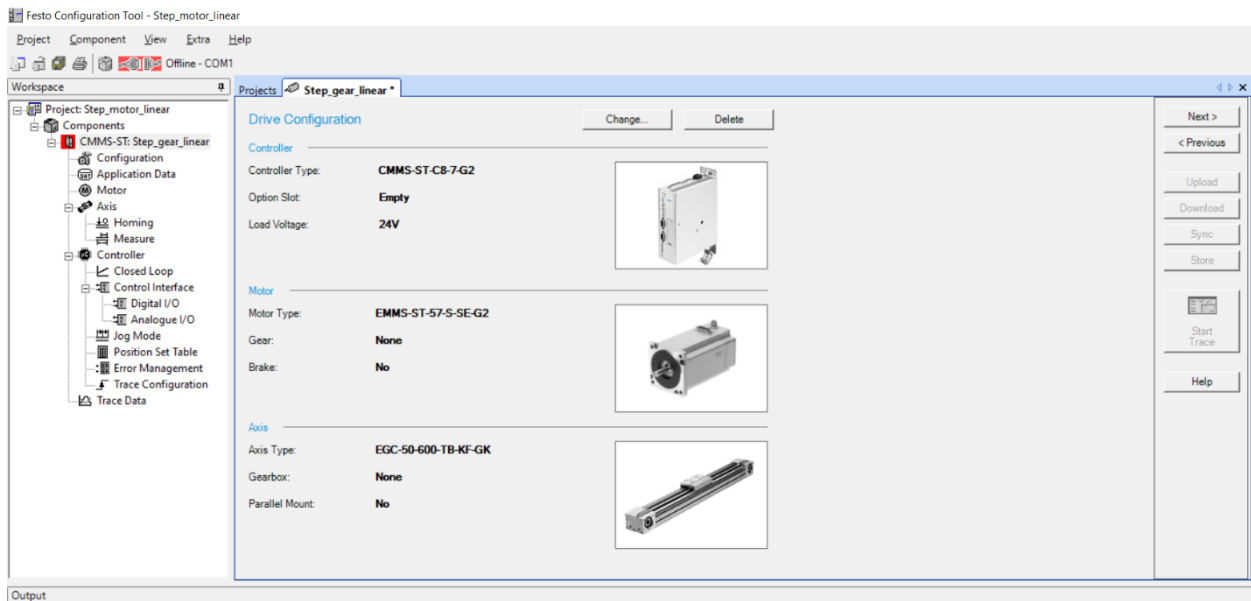 Festo Configuration Tool - Step_motor_linear
Project Component View Extra Help
Offline - COM1
Workspace
Projects Step_gear_linear *
Project: Step_motor_linear
Components
CMMS-ST: Step_gear_linear
Configuration
Application Data
Motor
Axis
Homing
Measure
Controller
Closed Loop
Control Interface
Digital I/O
Analogue I/O
Jog Mode
Position Set Table
Error Management
Trace Configuration
Trace Data
Drive Configuration
Change...
Delete
Controller
Controller Type: CMMS-ST-C8-7-G2
Option Slot: Empty
Load Voltage: 24V
Motor
Motor Type: EMMS-ST-57-S-SE-G2
Gear: None
Brake: No
Axis
Axis Type: EGC-50-600-TB-KF-GK
Gearbox: None
Parallel Mount: No
Next >
< Previous
Upload
Download
Sync
Store
Start
Trace
Help
Output